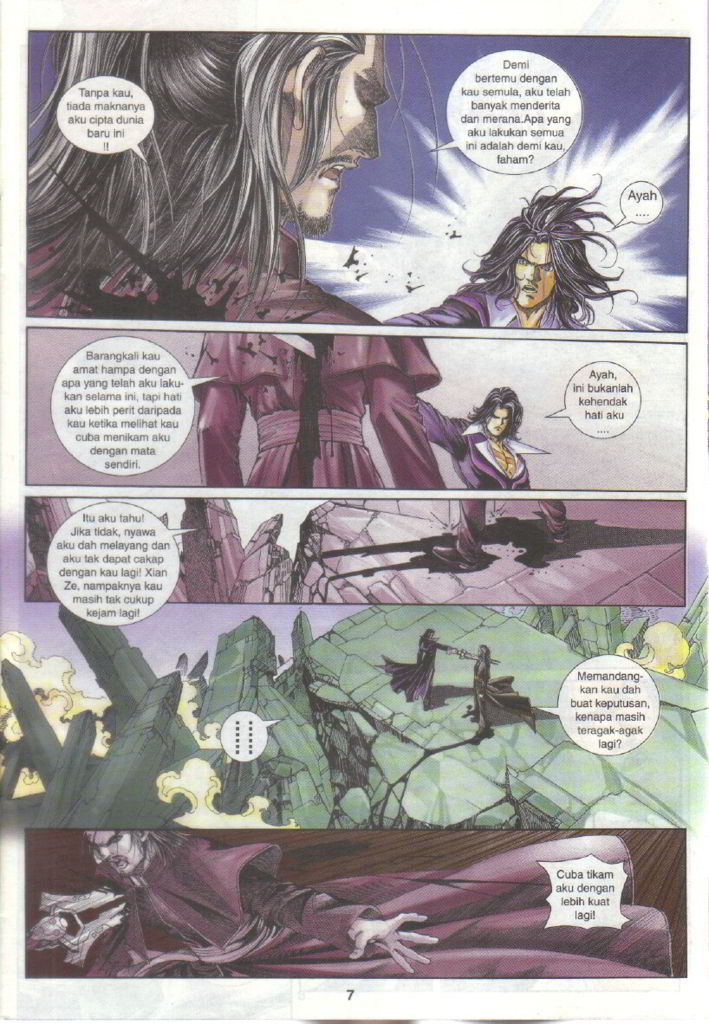 Tanpa kau,
tiada maknanya
aku cipta dunia
baru ini
!!
Demi
bertemu dengan
kau semula, aku telah
banyak menderita
dan merana.Apa yang
aku lakukan semua
ini adalah demi kau,
faham?
Ayah
....
Barangkali kau
amat hampa dengan
apa yang telah aku laku-
kan selama ini, tapi hati
aku lebih perit daripada
kau ketika melihat kau
cuba menikam aku
dengan mata
sendiri.
Ayah,
ini bukanlah
kehendak
hati aku
....
Itu aku tahu!
Jika tidak, nyawa
aku dah melayang dan
aku tak dapat cakap
dengan kau lagi! Xian
Ze, nampaknya kau
masih tak cukup
kejam lagi!
Memandang-
kan kau dah
buat keputusan,
kenapa masih
teragak-agak
lagi?
Cuba tikam
aku dengan
lebih kuat
lagi!
7